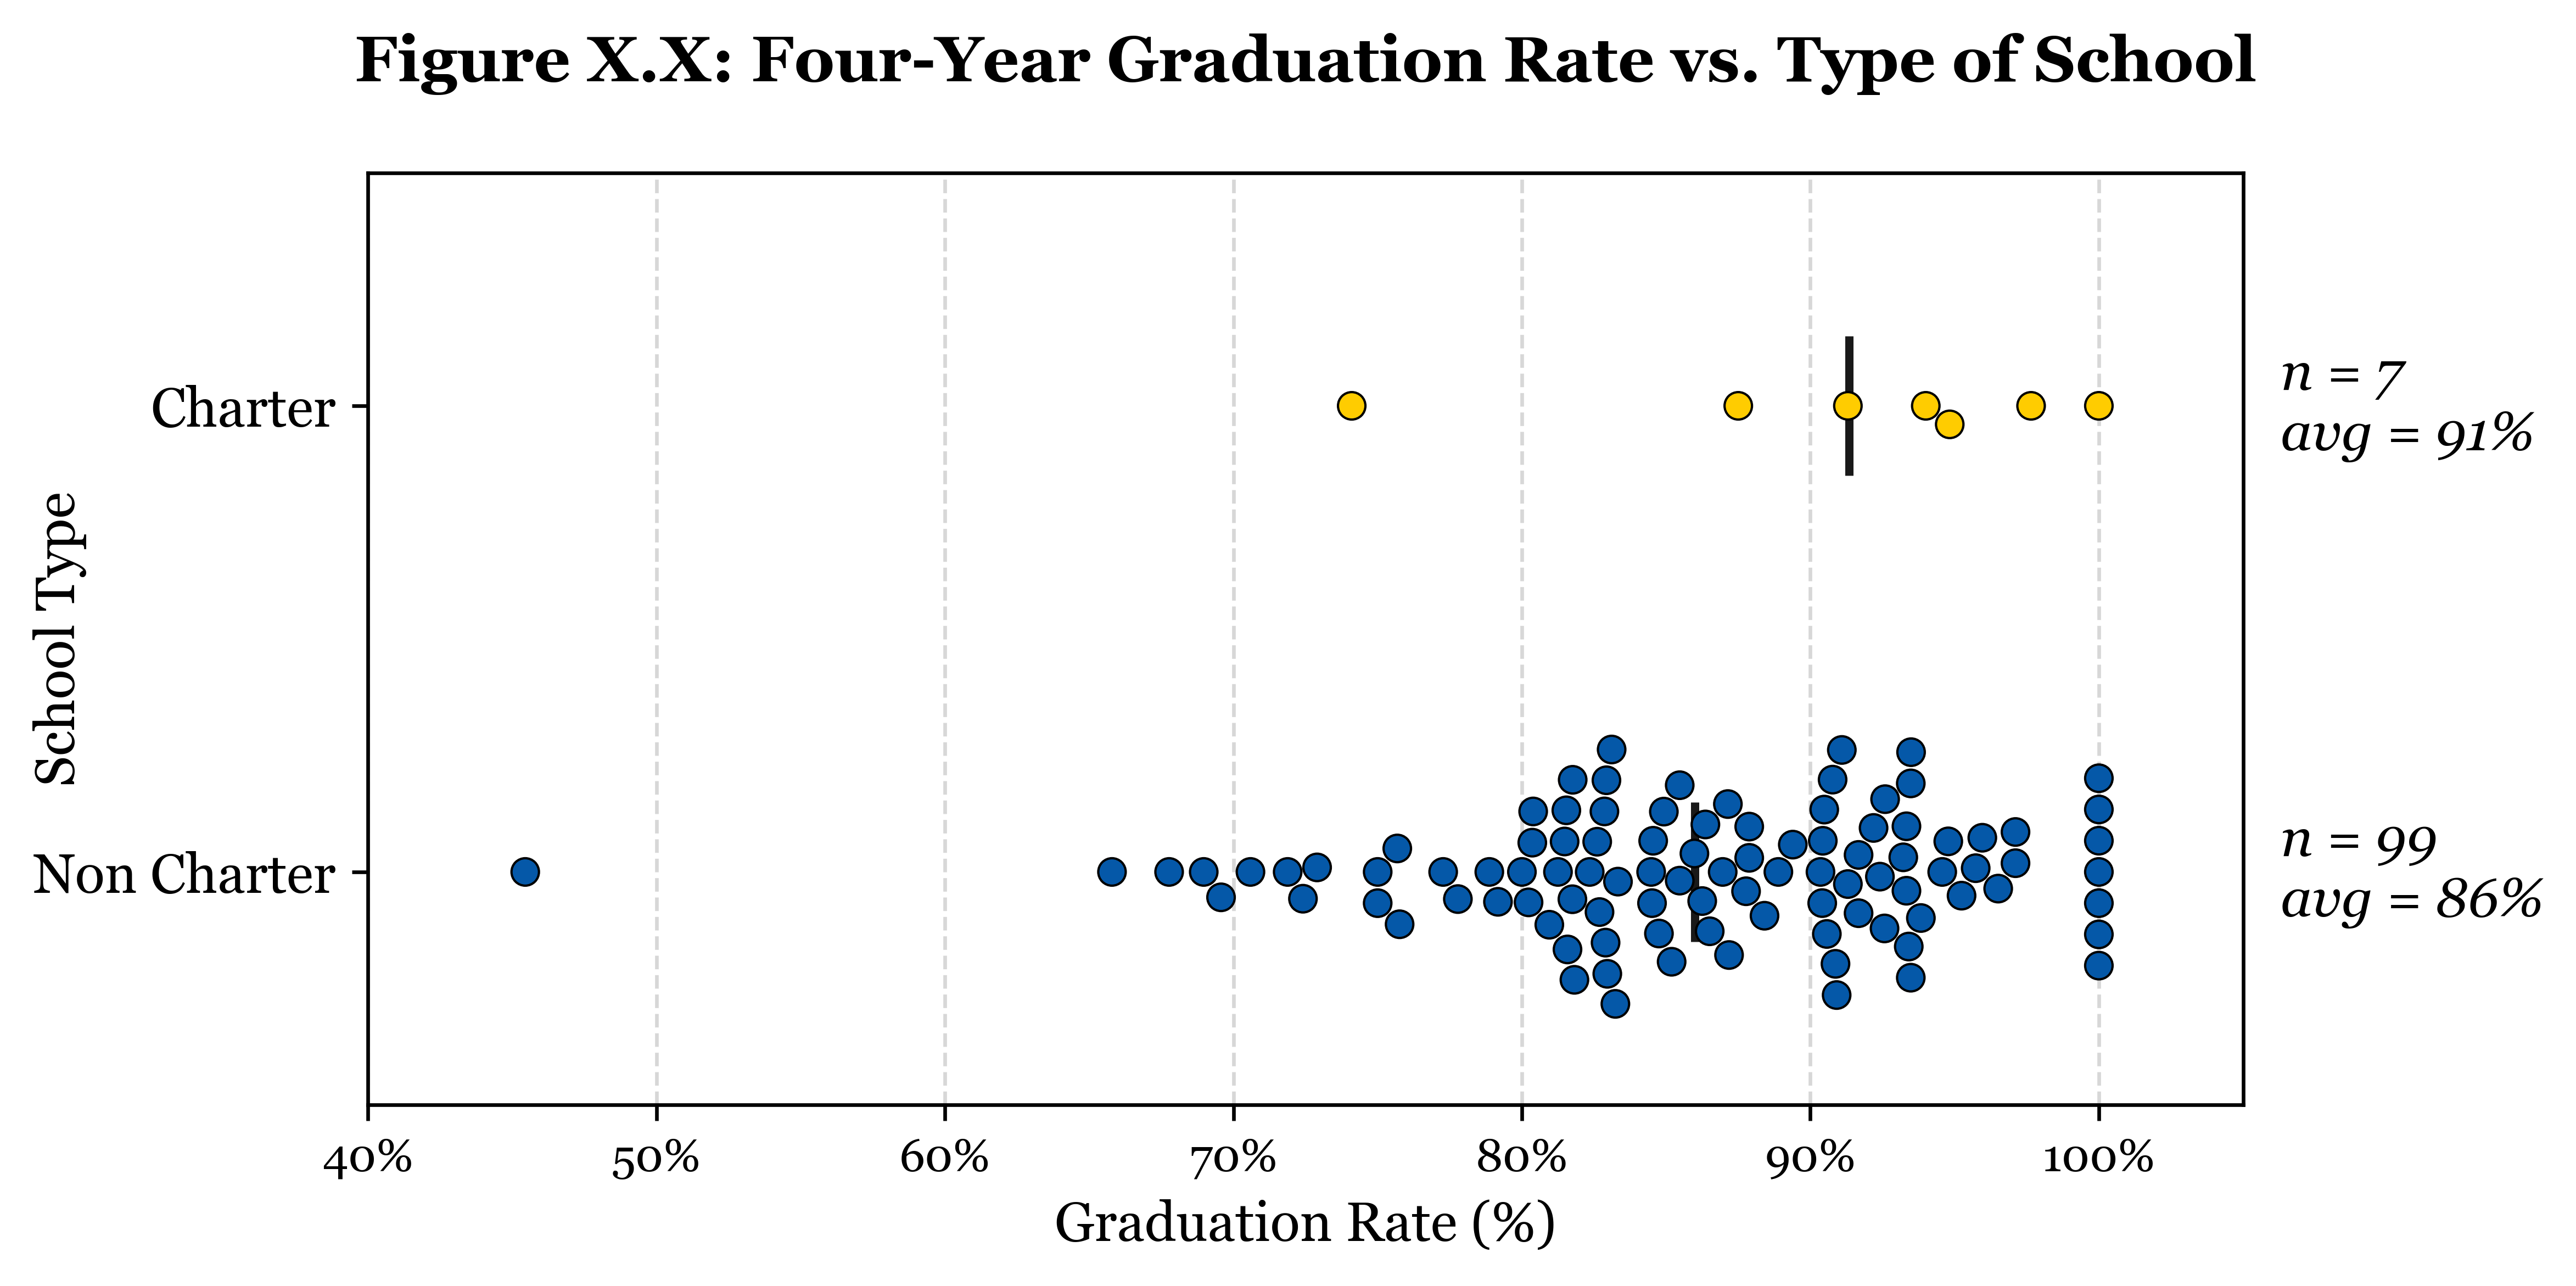 Figure X.X: Four-Year Graduation Rate vs. Type of School
School Type
Charter
n = 7
avg = 91%
Non Charter
n = 99
avg = 86%
40% 50% 60% 70% 80% 90% 100%
Graduation Rate (%)